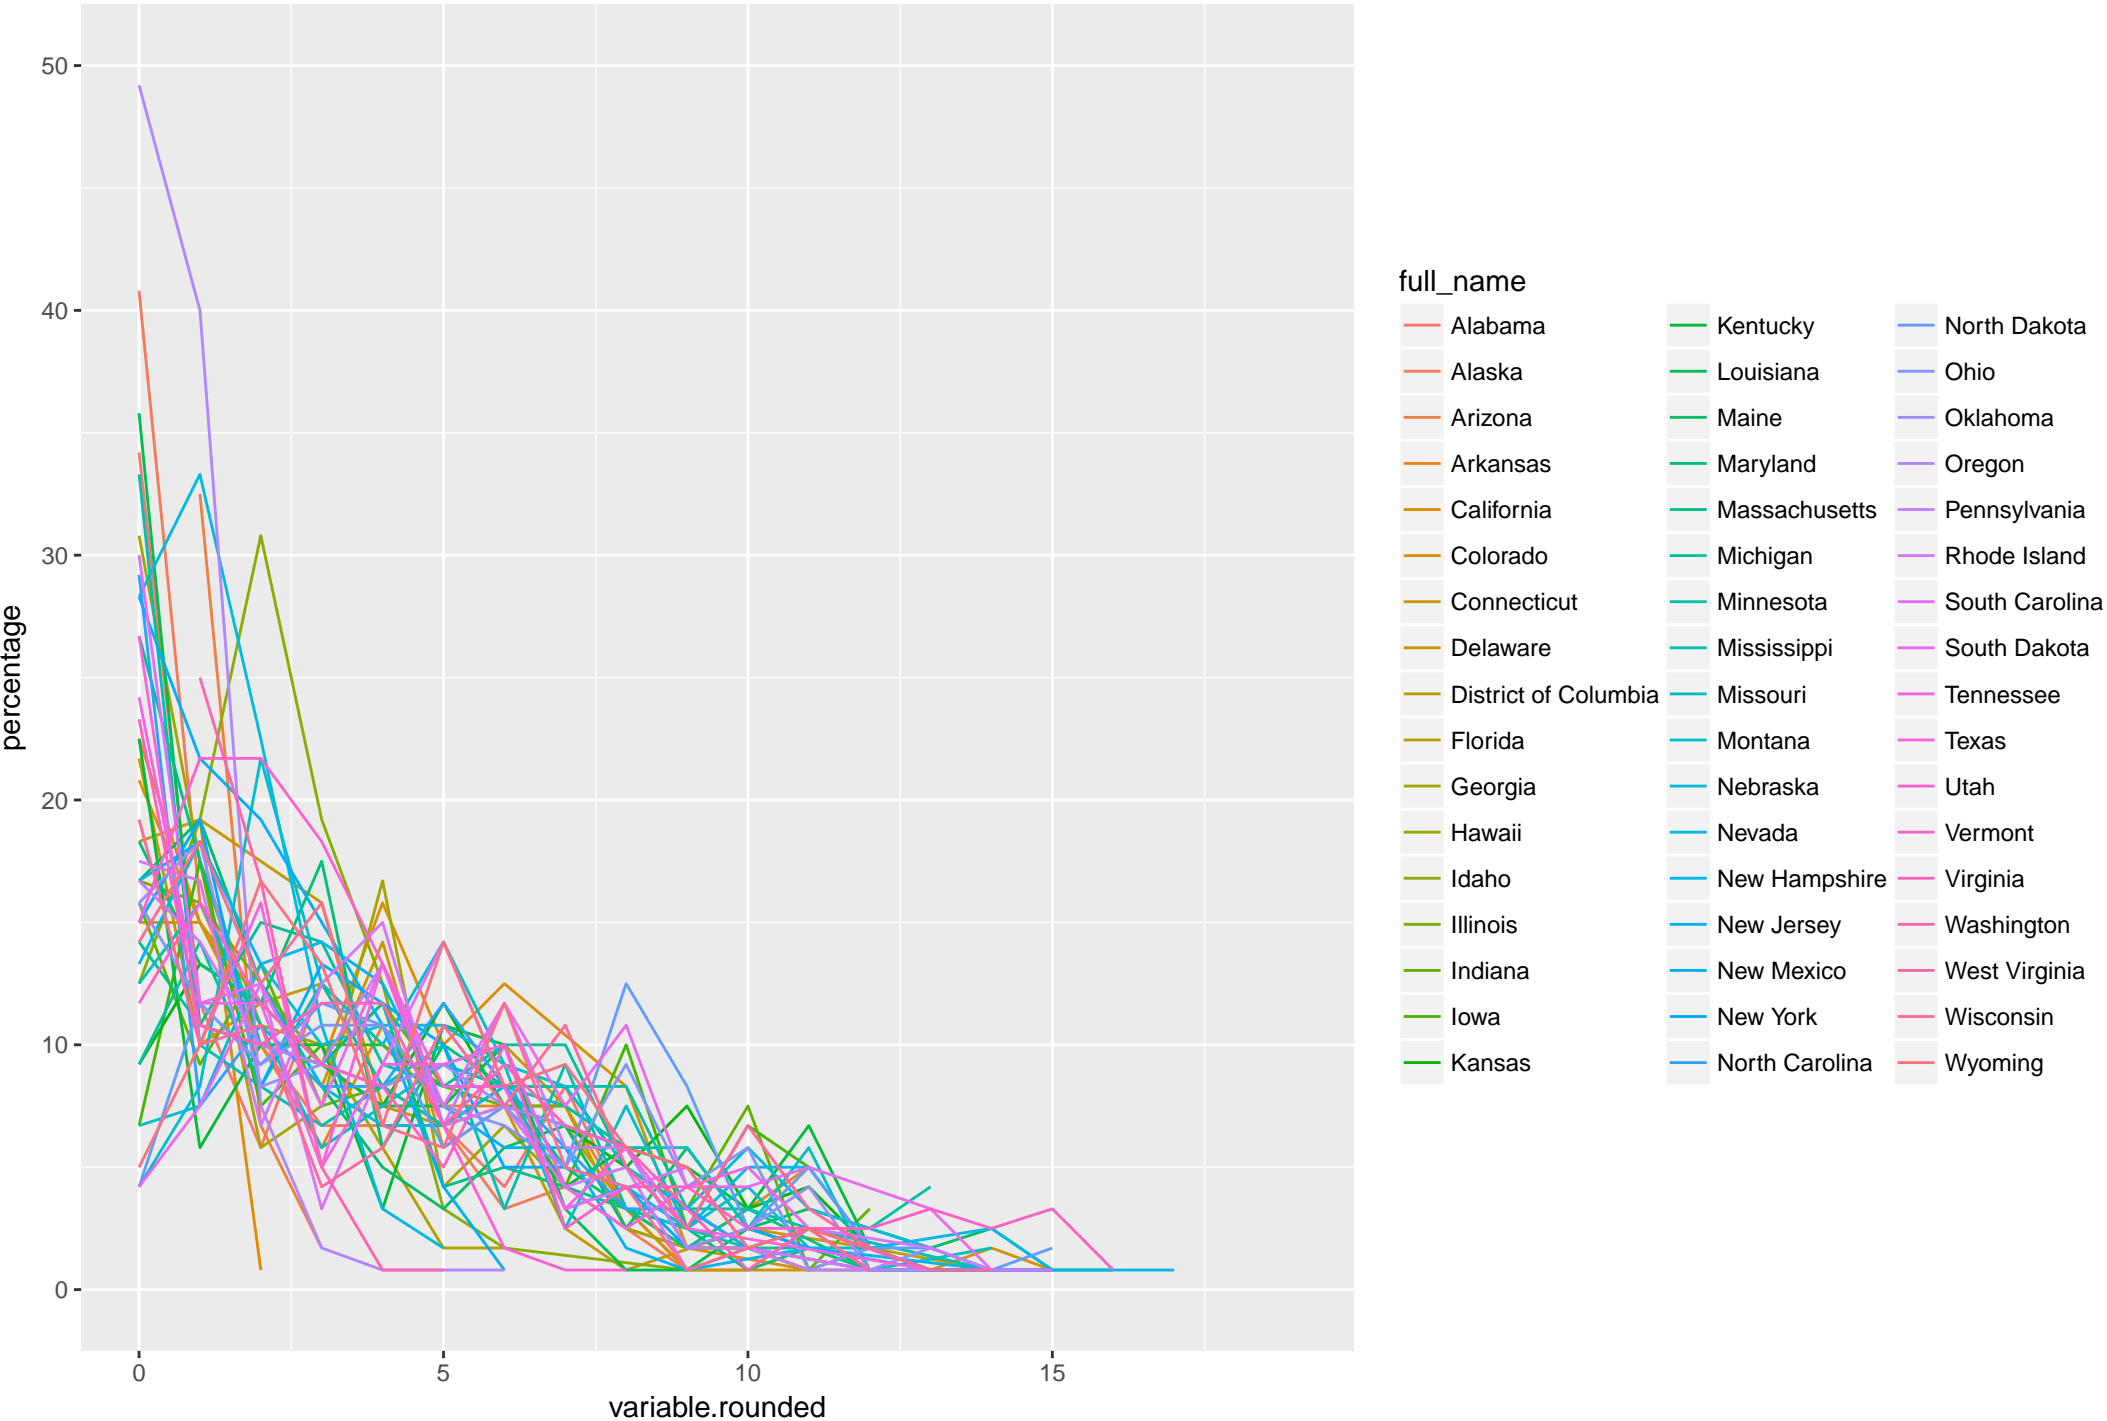 50
40
30
20
10
0
percentage
0 5 10 15
variable.rounded
full_name
Alabama
Alaska
Arizona
Arkansas
California
Colorado
Connecticut
Delaware
District of Columbia
Florida
Georgia
Hawaii
Idaho
Illinois
Indiana
Iowa
Kansas
Kentucky
Louisiana
Maine
Maryland
Massachusetts
Michigan
Minnesota
Mississippi
Missouri
Montana
Nebraska
Nevada
New Hampshire
New Jersey
New Mexico
New York
North Carolina
North Dakota
Ohio
Oklahoma
Oregon
Pennsylvania
Rhode Island
South Carolina
South Dakota
Tennessee
Texas
Utah
Vermont
Virginia
Washington
West Virginia
Wisconsin
Wyoming